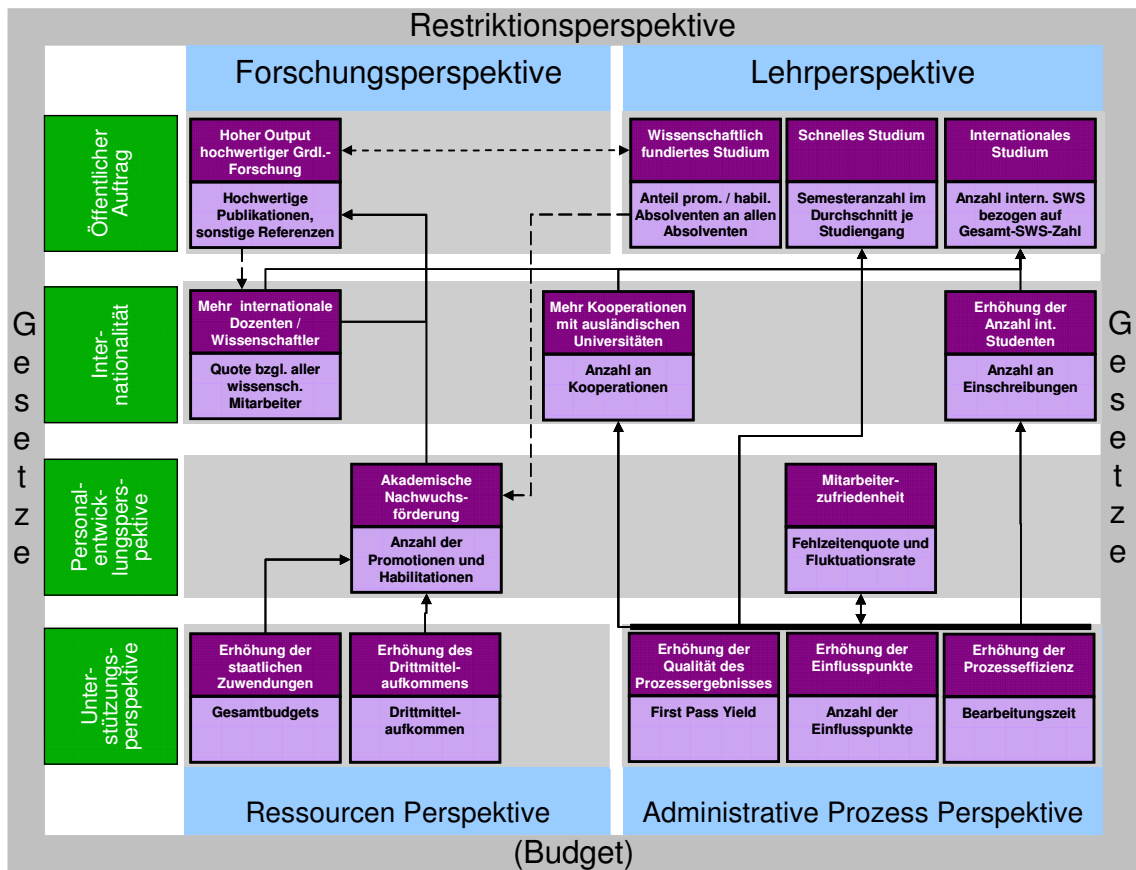 Restriktionsperspektive
Forschungsperspektive
Lehrperspektive
Gesetze
Gesetze
Öffentlicher
Auftrag
Hoher Output
hochwertiger Grdl.-
Forschung
Hochwertige
Publikationen,
sonstige Referenzen
Wissenschaftlich
fundiertes Studium
Anteil prom. / habil.
Absolventen an allen
Absolventen
Schnelles Studium
Semesteranzahl im
Durchschnitt je
Studiengang
Internationales
Studium
Anzahl intern. SWS
bezogen auf
Gesamt-SWS-Zahl
Inter-
nationalität
Mehr internationale
Dozenten /
Wissenschaftler
Quote bzgl. aller
wissensch.
Mitarbeiter
Mehr Kooperationen
mit ausländischen
Universitäten
Anzahl an
Kooperationen
Erhöhung der
Anzahl int.
Studenten
Anzahl an
Einschreibungen
Personal-
entwick-
lungspers-
pektive
Akademische
Nachwuchs-
förderung
Anzahl der
Promotionen und
Habilitationen
Mitarbeiter-
zufriedenheit
Fehlzeitenquote und
Fluktuationsrate
Unter-
stützungs-
perspektive
Erhöhung der
staatlichen
Zuwendungen
Gesamtbudgets
Erhöhung des
Drittmittel-
aufkommens
Drittmittel-
aufkommen
Erhöhung der
Qualität des
Prozessergebnisses
First Pass Yield
Erhöhung der
Einflusspunkte
Anzahl der
Einflusspunkte
Erhöhung der
Prozesseffizienz
Bearbeitungszeit
Ressourcen Perspektive
Administrative Prozess Perspektive
(Budget)